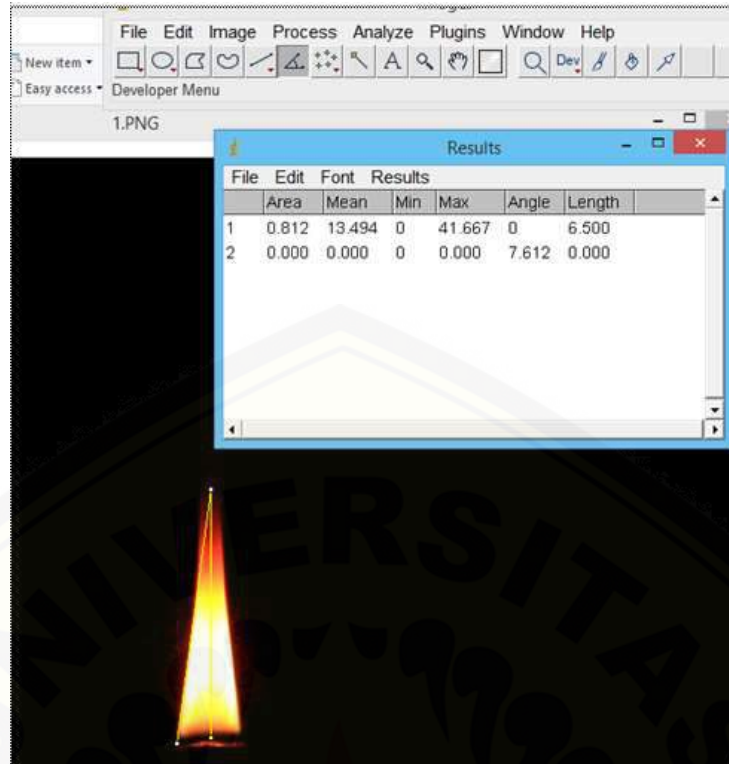 File Edit Image Process Analyze Plugins Window Help
New item
A Dev
Easy access
Developer Menu
1.PNG
Results
File Edit Font Results
Area Mean Min Max Angle Length
1 0.812 13.494 0 41.667 0 6.500
2 0.000 0.000 0 0.000 7.612 0.000
UNIVERSITAS